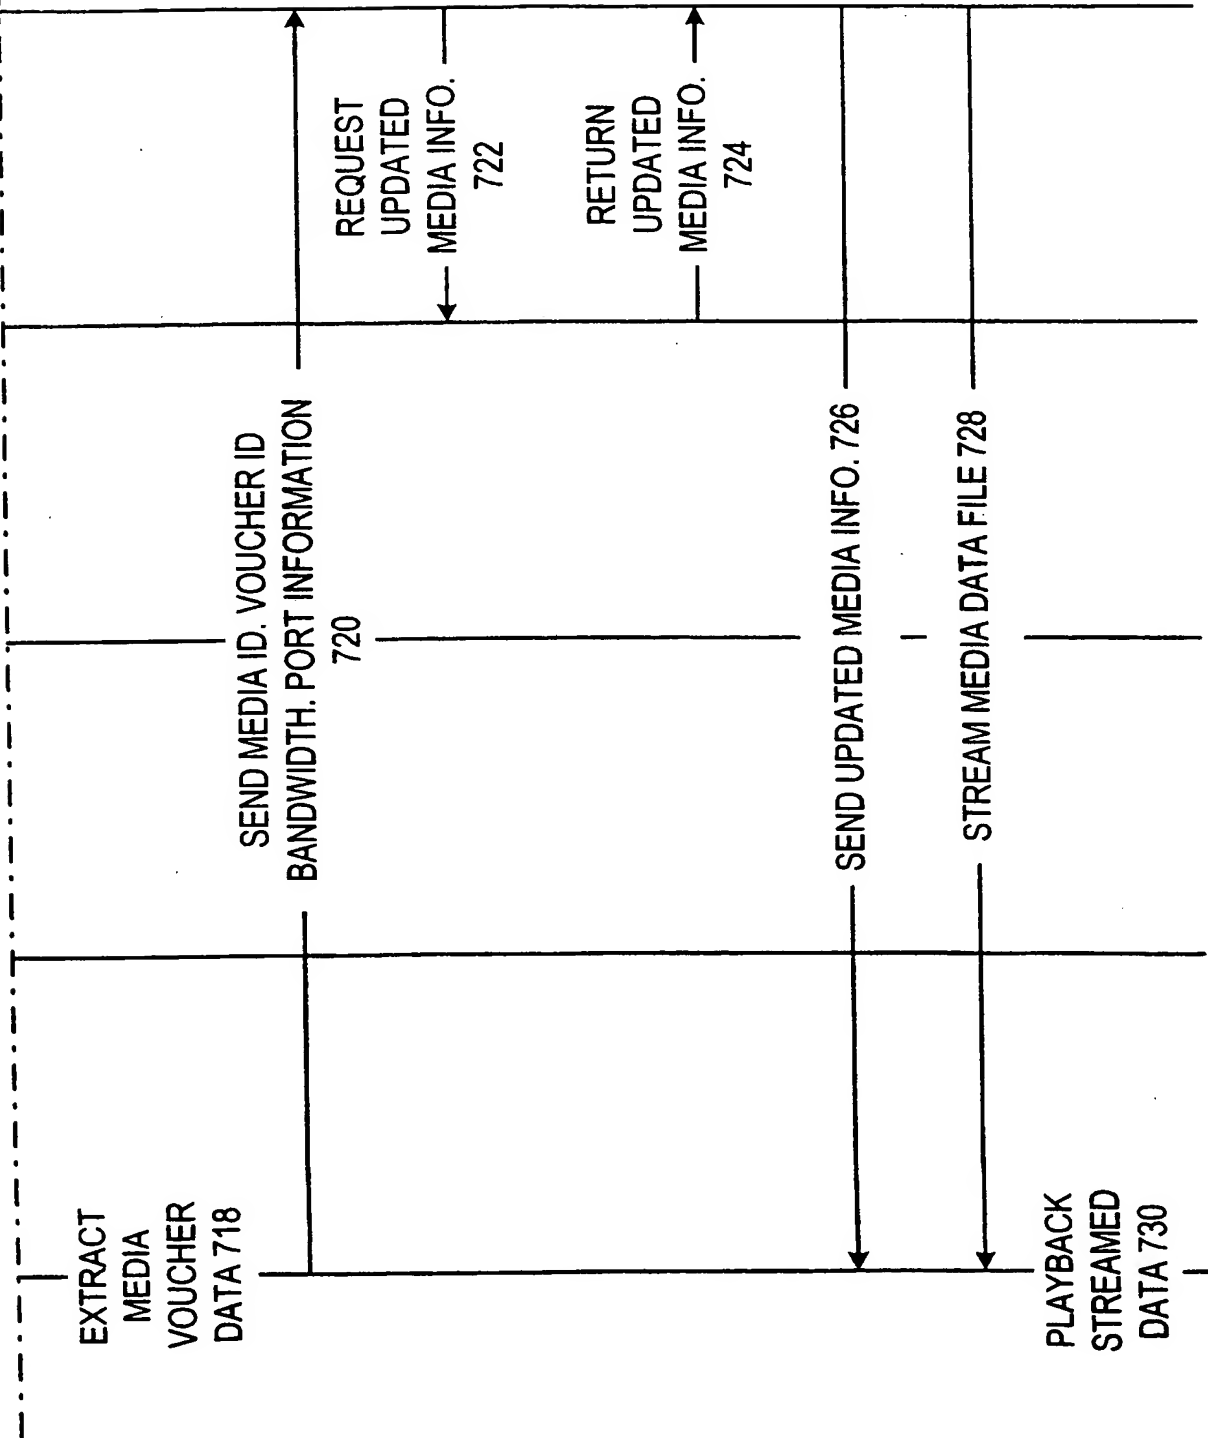 EXTRACT
MEDIA
VOUCHER
DATA 718
SEND MEDIA ID. VOUCHER ID
BANDWIDTH. PORT INFORMATION
720
REQUEST
UPDATED
MEDIA INFO.
722
RETURN
UPDATED
MEDIA INFO.
724
SEND UPDATED MEDIA INFO. 726
STREAM MEDIA DATA FILE 728
PLAYBACK
STREAMED
DATA 730